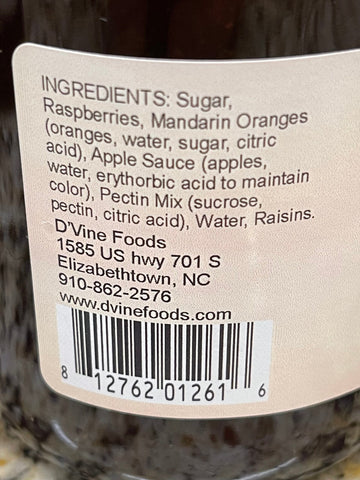 INGREDIENTS: Sugar,
Raspberries, Mandarin Oranges
(oranges, water, sugar, citric
acid), Apple Sauce (apples,
water, erythorbic acid to maintain
color), Pectin Mix (sucrose,
pectin, citric acid), Water, Raisins.
D'Vine Foods
1585 US hwy 701 S
Elizabethtown, NC
910-862-2576
www.dvinefoods.com
8 12762 01261 6